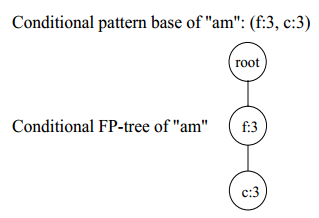 Conditional pattern base of "am": (f:3, c:3)
root
Conditional FP-tree of "am"
f:3
c:3